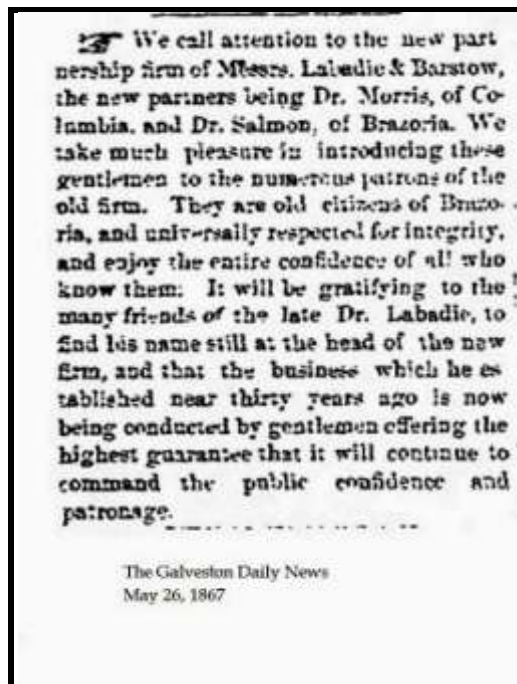 ☞ We call attention to the new part
nership firm of Messrs. Labadie & Barstow,
the new partners being Dr. Morris, of Co-
lumbia, and Dr. Salmon, of Brazoria. We
take much pleasure in introducing these
gentlemen to the numerous patrons of the
old firm. They are old citizens of Brazo-
ria, and universally respected for integrity,
and enjoy the entire confidence of all who
know them. It will be gratifying to the
many friends of the late Dr. Labadie, to
find his name still at the head of the new
firm, and that the business which he es
tablished near thirty years ago is now
being conducted by gentlemen offering the
highest guarantee that it will continue to
command the public confidence and
patronage.
The Galveston Daily News
May 26, 1867